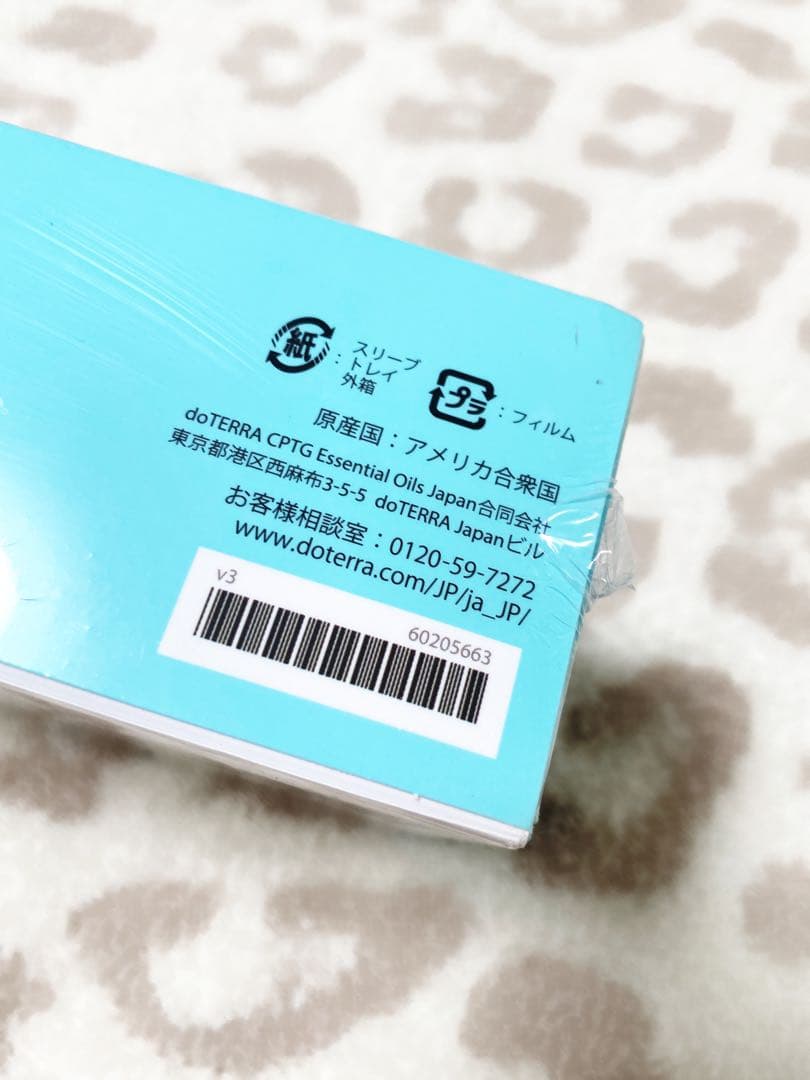 紙 : スリーブ
トレイ
外箱
プラ : フィルム
原産国：アメリカ合衆国
doTERRA CPTG Essential Oils Japan合同会社
東京都港区西麻布3-5-5 doTERRA Japanビル
お客様相談室：0120-59-7272
www.doterra.com/JP/ja_JP/
v3
60205663